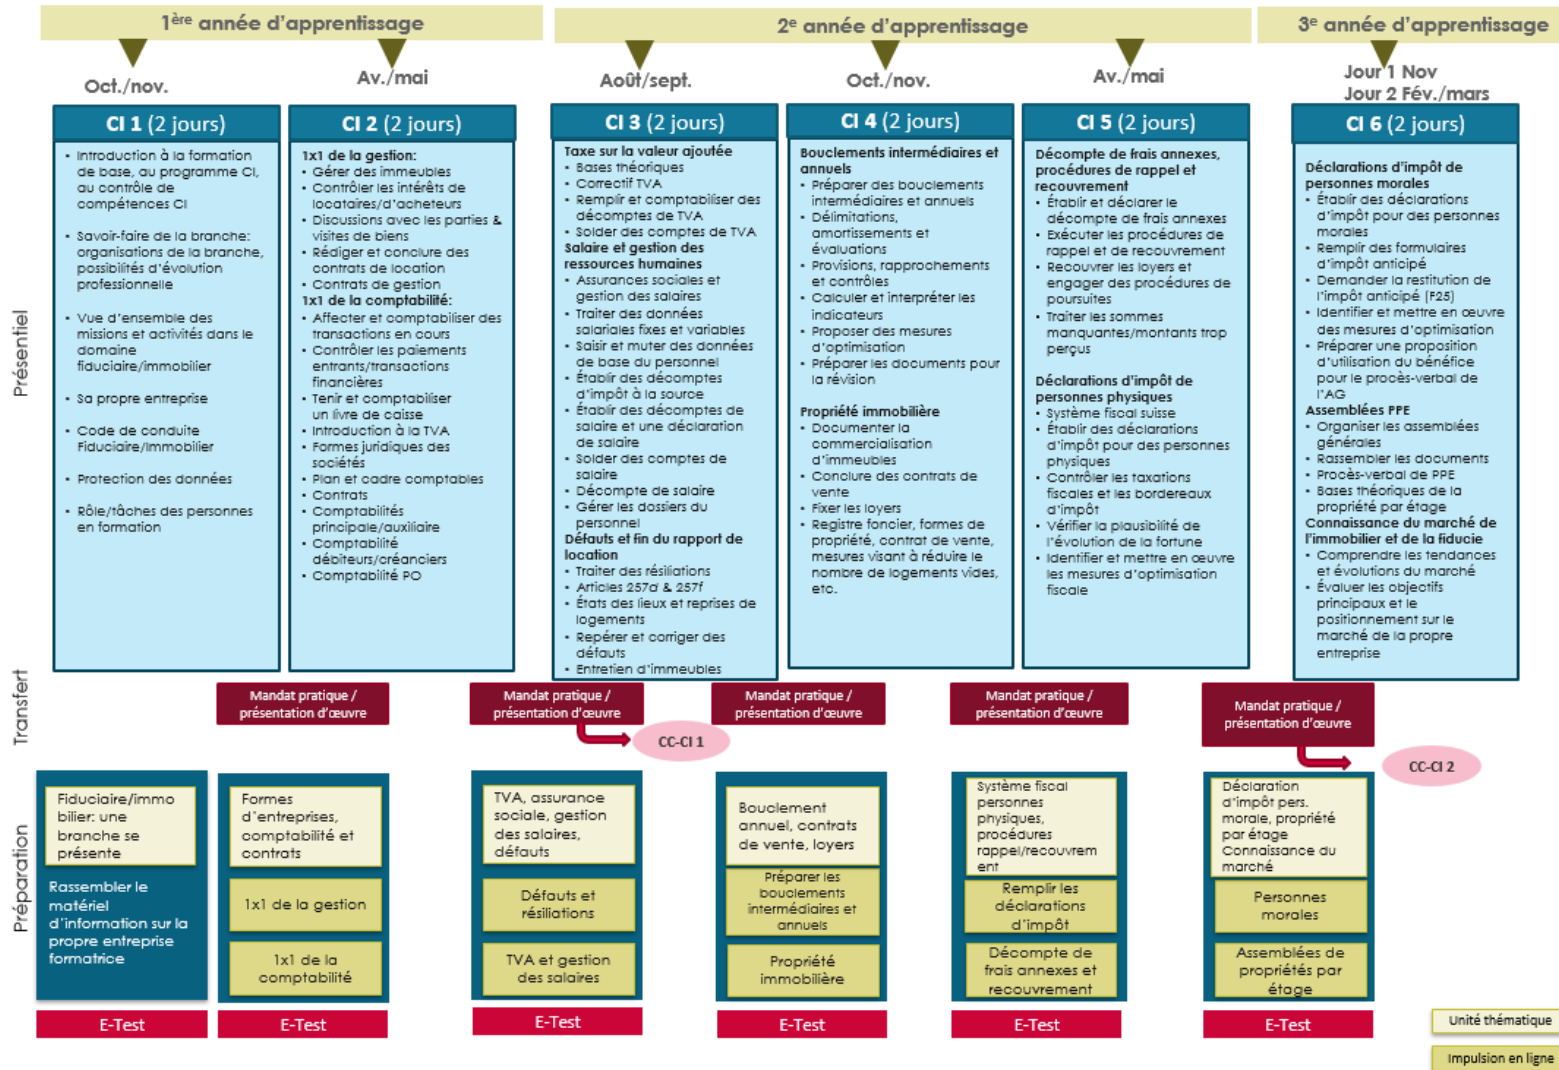 1ère année d'apprentissage
2e année d'apprentissage
3e année d'apprentissage
Oct./nov.
Av./mai
Août/sept.
Oct./nov.
Av./mai
Jour 1 Nov
Jour 2 Fév./mars
Présentiel
CI 1 (2 jours)
▪ Introduction à la formation
de base, au programme CI,
au contrôle de
compétences CI
▪ Savoir-faire de la branche:
organisations de la branche,
possibilités d'évolution
professionnelle
▪ Vue d'ensemble des
missions et activités dans le
domaine
fiduciaire/immobilier
▪ Sa propre entreprise
▪ Code de conduite
Fiduciaire/Immobilier
▪ Protection des données
▪ Rôle/tâches des personnes
en formation
CI 2 (2 jours)
1x1 de la gestion:
▪ Gérer des immeubles
▪ Contrôler les intérêts de
locataires/d'acheteurs
▪ Discussions avec les parties &
visites de biens
▪ Rédiger et conclure des
contrats de location
▪ Contrats de gestion
1x1 de la comptabilité:
▪ Affecter et comptabiliser des
transactions en cours
▪ Contrôler les paiements
entrants/transactions
financières
▪ Tenir et comptabiliser
un livre de caisse
▪ Introduction à la TVA
▪ Formes juridiques des
sociétés
▪ Plan et cadre comptables
▪ Contrats
▪ Comptabilités
principale/auxiliaire
▪ Comptabilité
débiteurs/créanciers
▪ Comptabilité PO
CI 3 (2 jours)
Taxe sur la valeur ajoutée
▪ Bases théoriques
▪ Correctif TVA
▪ Remplir et comptabiliser des
décomptes de TVA
▪ Solder des comptes de TVA
Salaire et gestion des
ressources humaines
▪ Assurances sociales et
gestion des salaires
▪ Traiter des données
salariales fixes et variables
▪ Saisir et muter des données
de base du personnel
▪ Établir des décomptes
d'impôt à la source
▪ Établir des décomptes de
salaire et une déclaration
de salaire
▪ Solder des comptes de
salaire
▪ Décompte de salaire
▪ Gérer les dossiers du
personnel
Défauts et fin du rapport de
location
▪ Traiter des résiliations
▪ Articles 257d & 257f
▪ États des lieux et reprises de
logements
▪ Repérer et corriger des
défauts
▪ Entretien d'immeubles
CI 4 (2 jours)
Bouclements intermédiaires et
annuels
▪ Préparer des bouclements
intermédiaires et annuels
▪ Délimitations,
amortissements et
évaluations
▪ Provisions, rapprochements
et contrôles
▪ Calculer et interpréter les
indicateurs
▪ Proposer des mesures
d'optimisation
▪ Préparer les documents pour
la révision
Propriété immobilière
▪ Documenter la
commercialisation
d'immeubles
▪ Conclure des contrats de
vente
▪ Fixer les loyers
▪ Registre foncier, formes de
propriété, contrat de vente,
mesures visant à réduire le
nombre de logements vides,
etc.
CI 5 (2 jours)
Décompte de frais annexes,
procédures de rappel et
recouvrement
▪ Établir et déclarer le
décompte de frais annexes
▪ Exécuter les procédures de
rappel et de recouvrement
▪ Recouvrer les loyers et
engager des procédures de
poursuites
▪ Traiter les sommes
manquantes/montants trop
perçus
Déclarations d'impôt de
personnes physiques
▪ Système fiscal suisse
▪ Établir des déclarations
d'impôt pour des personnes
physiques
▪ Contrôler les taxations
fiscales et les bordereaux
d'impôt
▪ Vérifier la plausibilité de
l'évolution de la fortune
▪ Identifier et mettre en œuvre
les mesures d'optimisation
fiscale
CI 6 (2 jours)
Déclarations d'impôt de
personnes morales
▪ Établir des déclarations
d'impôt pour des personnes
morales
▪ Remplir des formulaires
d'impôt anticipé
▪ Demander la restitution de
l'impôt anticipé (F25)
▪ Identifier et mettre en œuvre
des mesures d'optimisation
▪ Préparer une proposition
d'utilisation du bénéfice
pour le procès-verbal de
l'AG
Assemblées PPE
▪ Organiser les assemblées
générales
▪ Rassembler les documents
▪ Procès-verbal de PPE
▪ Bases théoriques de la
propriété par étage
Connaissance du marché de
l'immobilier et de la fiducie
▪ Comprendre les tendances
et évolutions du marché
▪ Évaluer les objectifs
principaux et le
positionnement sur le
marché de la propre
entreprise
Transfert
Mandat pratique /
présentation d'œuvre
Mandat pratique /
présentation d'œuvre
CC-CI 1
Mandat pratique /
présentation d'œuvre
Mandat pratique /
présentation d'œuvre
Mandat pratique /
présentation d'œuvre
CC-CI 2
Préparation
Fiduciaire/immo
bilier: une
branche se
présente
Rassembler le
matériel
d'information sur la
propre entreprise
formatrice
E-Test
Formes
d'entreprises,
comptabilité et
contrats
1x1 de la gestion
1x1 de la
comptabilité
E-Test
TVA, assurance
sociale, gestion
des salaires,
défauts
Défauts et
résiliations
TVA et gestion
des salaires
E-Test
Bouclement
annuel, contrats
de vente, loyers
Préparer les
bouclements
intermédiaires et
annuels
Propriété
immobilière
E-Test
Système fiscal
personnes
physiques,
procédures
rappel/recouvrem
ent
Remplir les
déclarations
d'impôt
Décompte de
frais annexes et
recouvrement
E-Test
Déclaration
d'impôt pers.
morale, propriété
par étage
Connaissance du
marché
Personnes
morales
Assemblées de
propriétés par
étage
E-Test
Unité thématique
Impulsion en ligne